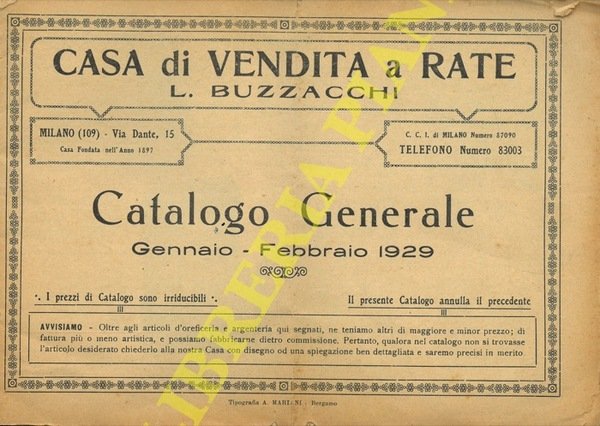 CASA di VENDITA a RATE
L. BUZZACCHI
MILANO (109) - Via Dante, 15
Casa Fondata nell'Anno 1897
C. C. I. di MILANO Numero 87090
TELEFONO Numero 83003
Catalogo Generale
Gennaio - Febbraio 1929
I prezzi di Catalogo sono irriducibili
Il presente Catalogo annulla il precedente
AVVISIAMO - Oltre agli articoli d'oreficeria e argenteria qui segnati, ne teniamo altri di maggiore e minor prezzo; di
fattura più o meno artistica, e possiamo fabbricarne dietro commissione. Pertanto, qualora nel catalogo non si trovasse
l'articolo desiderato chiederlo alla nostra Casa con disegno od una spiegazione ben dettagliata e saremo precisi in merito
Tipografia A. - Bergamo
LIBRERIA PIANI